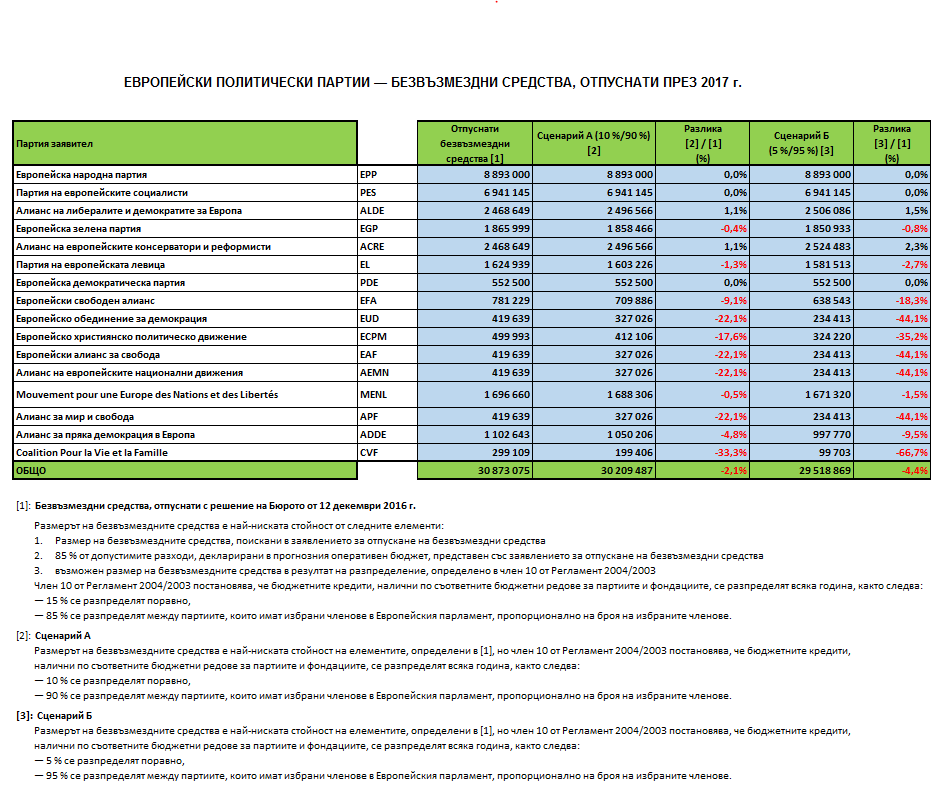 ЕВРОПЕЙСКИ ПОЛИТИЧЕСКИ ПАРТИИ — БЕЗВЪЗМЕЗДНИ СРЕДСТВА, ОТПУСНАТИ ПРЕЗ 2017 г.
Партия заявител Отпуснати безвъзмездни средства [1] Сценарий А (10 %/90 %) [2] Разлика [2] / [1] (%) Сценарий Б (5 %/95 %) [3] Разлика [3] / [1] (%)
Европейска народна партия EPP 8 893 000 8 893 000 0,0% 8 893 000 0,0%
Партия на европейските социалисти PES 6 941 145 6 941 145 0,0% 6 941 145 0,0%
Алианс на либералите и демократите за Европа ALDE 2 468 649 2 496 566 1,1% 2 506 086 1,5%
Европейска зелена партия EGP 1 865 999 1 858 466 -0,4% 1 850 933 -0,8%
Алианс на европейските консерватори и реформисти ACRE 2 468 649 2 496 566 1,1% 2 524 483 2,3%
Партия на европейската левица EL 1 624 939 1 603 226 -1,3% 1 581 513 -2,7%
Европейска демократическа партия PDE 552 500 552 500 0,0% 552 500 0,0%
Европейски свободен алианс EFA 781 229 709 886 -9,1% 638 543 -18,3%
Европейско обединение за демокрация EUD 419 639 327 026 -22,1% 234 413 -44,1%
Европейско християнско политическо движение ECPM 499 993 412 106 -17,6% 324 220 -35,2%
Европейски алианс за свобода EAF 419 639 327 026 -22,1% 234 413 -44,1%
Алианс на европейските национални движения AEMN 419 639 327 026 -22,1% 234 413 -44,1%
Mouvement pour une Europe des Nations et des Libertés MENL 1 696 660 1 688 306 -0,5% 1 671 320 -1,5%
Алианс за мир и свобода APF 419 639 327 026 -22,1% 234 413 -44,1%
Алианс за пряка демокрация в Европа ADDE 1 102 643 1 050 206 -4,8% 997 770 -9,5%
Coalition Pour la Vie et la Famille CVF 299 109 199 406 -33,3% 99 703 -66,7%
ОБЩО 30 873 075 30 209 487 -2,1% 29 518 869 -4,4%
[1]: Безвъзмездни средства, отпуснати с решение на Бюрото от 12 декември 2016 г.
Размерът на безвъзмездните средства е най-ниската стойност от следните елементи:
1. Размер на безвъзмездните средства, поискани в заявлението за отпускане на безвъзмездни средства
2. 85 % от допустимите разходи, декларирани в прогнозния оперативен бюджет, представен със заявлението за отпускане на безвъзмездни средства
3. възможен размер на безвъзмездните средства в резултат на разпределение, определено в член 10 от Регламент 2004/2003
Член 10 от Регламент 2004/2003 постановява, че бюджетните кредити, налични по съответните бюджетни редове за партиите и фондациите, се разпределят всяка година, както следва:
— 15 % се разпределят поравно,
— 85 % се разпределят между партиите, които имат избрани членове в Европейския парламент, пропорционално на броя на избраните членове.
[2]: Сценарий А
Размерът на безвъзмездните средства е най-ниската стойност на елементите, определени в [1], но член 10 от Регламент 2004/2003 постановява, че бюджетните кредити,
налични по съответните бюджетни редове за партиите и фондациите, се разпределят всяка година, както следва:
— 10 % се разпределят поравно,
— 90 % се разпределят между партиите, които имат избрани членове в Европейския парламент, пропорционално на броя на избраните членове.
[3]: Сценарий Б
Размерът на безвъзмездните средства е най-ниската стойност на елементите, определени в [1], но член 10 от Регламент 2004/2003 постановява, че бюджетните кредити,
налични по съответните бюджетни редове за партиите и фондациите, се разпределят всяка година, както следва:
— 5 % се разпределят поравно,
— 95 % се разпределят между партиите, които имат избрани членове в Европейския парламент, пропорционално на броя на избраните членове.